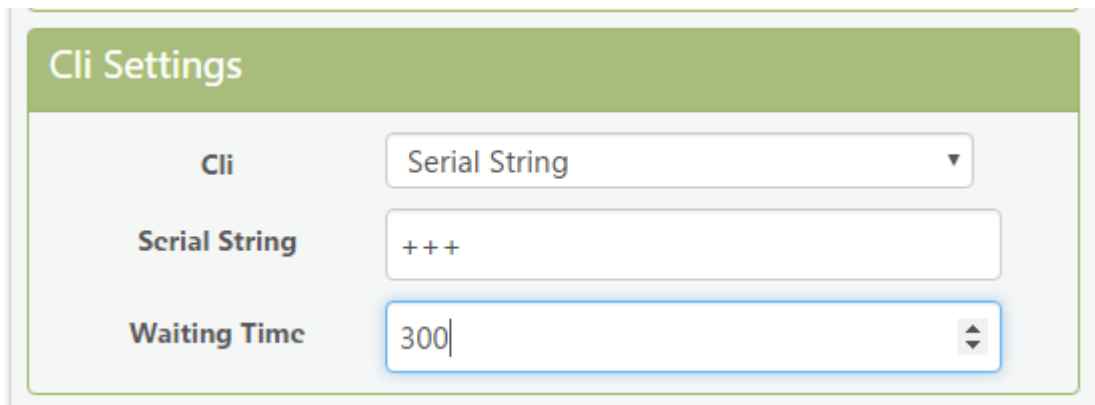 Cli Settings
Cli Serial String
Serial String +++
Waiting Time 300